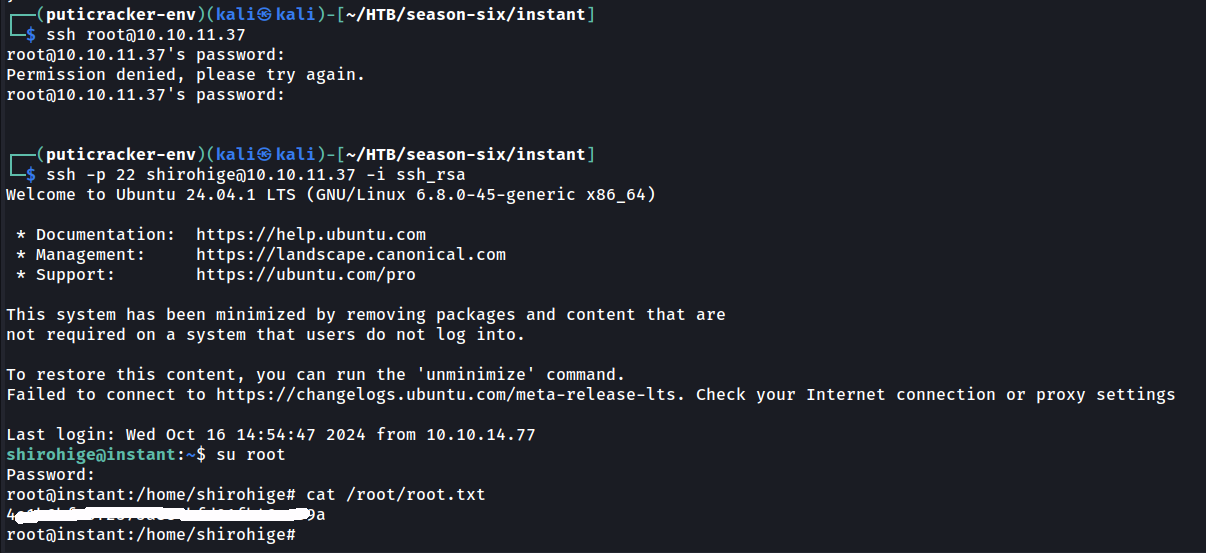 ┌──(puticracker-env)(kali㉿kali)-[~/HTB/season-six/instant]
└─$ ssh root@10.10.11.37
root@10.10.11.37's password:
Permission denied, please try again.
root@10.10.11.37's password:
┌──(puticracker-env)(kali㉿kali)-[~/HTB/season-six/instant]
└─$ ssh -p 22 shirohige@10.10.11.37 -i ssh_rsa
Welcome to Ubuntu 24.04.1 LTS (GNU/Linux 6.8.0-45-generic x86_64)
* Documentation:  https://help.ubuntu.com
* Management:     https://landscape.canonical.com
* Support:        https://ubuntu.com/pro
This system has been minimized by removing packages and content that are
not required on a system that users do not log into.
To restore this content, you can run the 'unminimize' command.
Failed to connect to https://changelogs.ubuntu.com/meta-release-lts. Check your Internet connection or proxy settings
Last login: Wed Oct 16 14:54:47 2024 from 10.10.14.77
shirohige@instant:~$ su root
Password:
root@instant:/home/shirohige# cat /root/root.txt
root@instant:/home/shirohige#